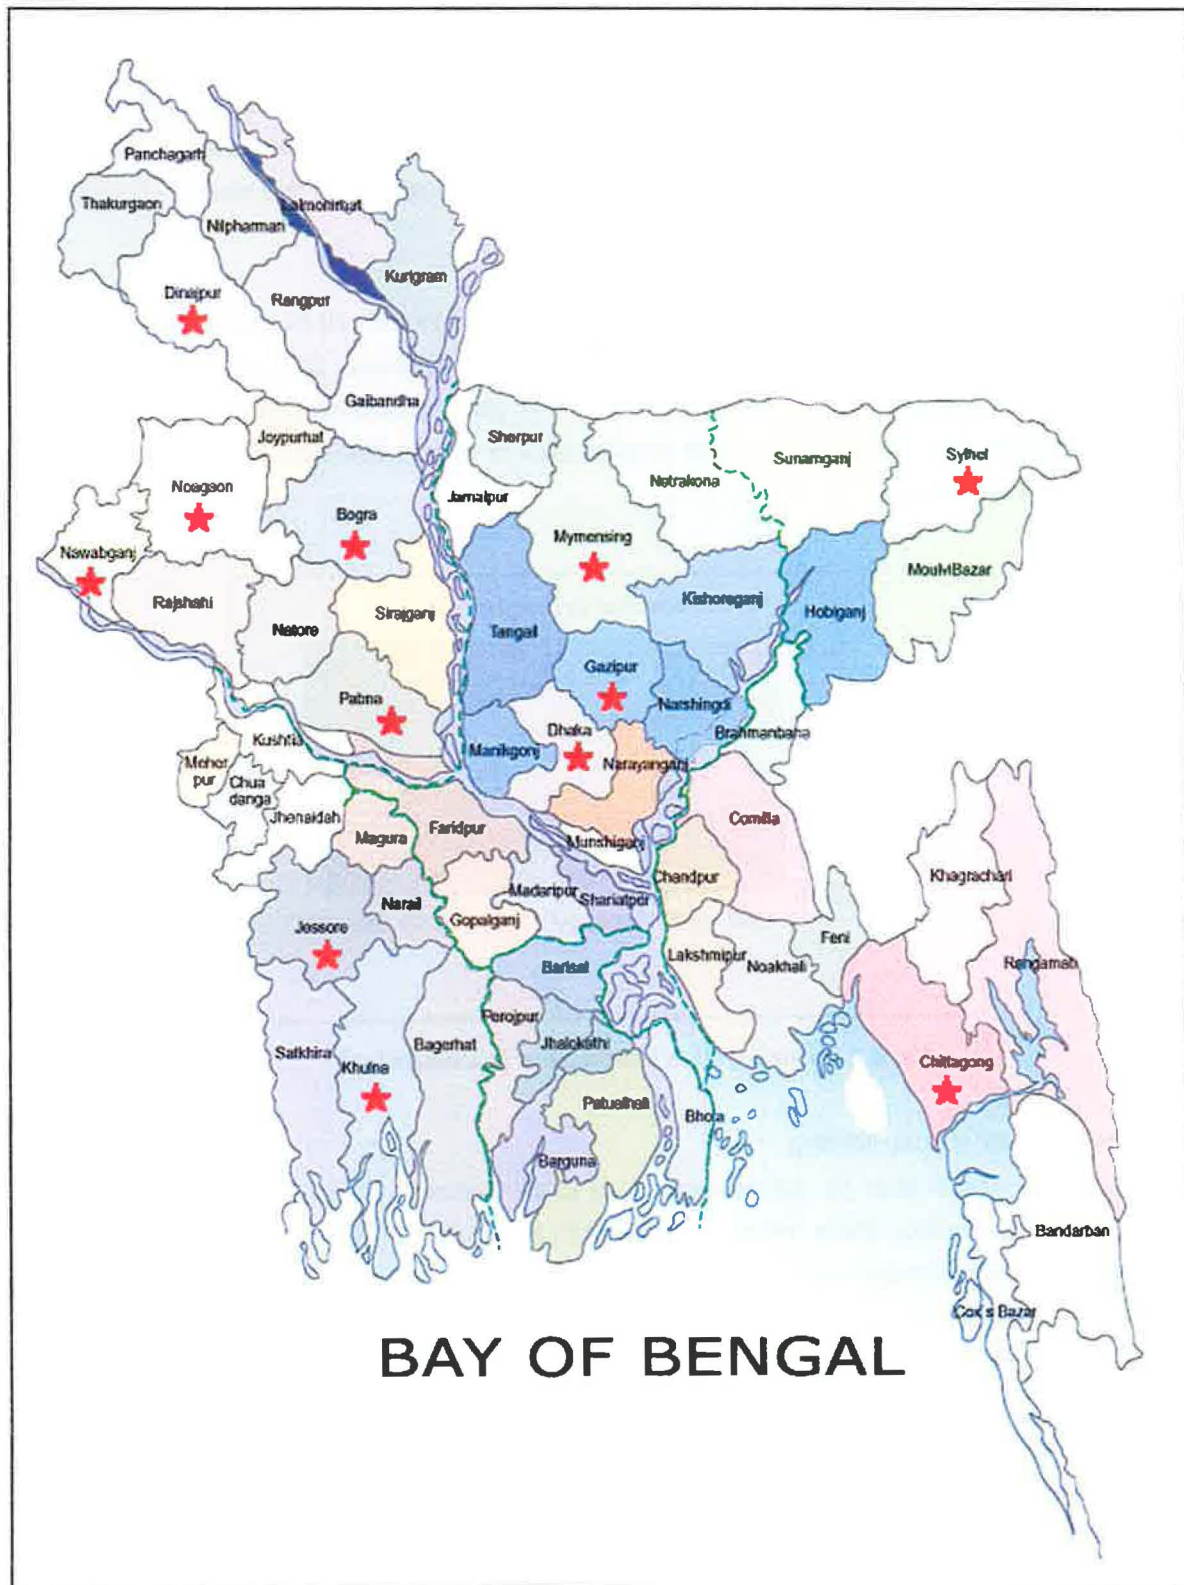 Panchagarh
Thakurgaon
Nilpharman
Lalmohirhat
Kurigram
Dinajpur
Rangpur
Gaibandha
Joypurhat
Sherpur
Sunamganj
Sylhet
Netrakona
Noagaon
Jamalpur
Bogra
Mymensing
Nawabganj
MoulviBazar
Rajshahi
Kishoreganj
Sirajganj
Hobiganj
Natore
Tangail
Gazipur
Pabna
Narshingdi
Dhaka
Brahmanbaria
Kushtia
Manikgonj
Meher
pur
Narayanganj
Chua
danga
Jhenaidah
Comilla
Magura
Faridpur
Munshiganj
Chandpur
Khagrachari
Madaripur
Narail
Shariatpur
Gopalganj
Jessore
Feni
Lakshmipur
Noakhali
Rangamati
Barisal
Perojpur
Jhalokathi
Bagerhat
Satkhira
Khulna
Chittagong
Patualhali
Bhola
Barguna
Bandarban
Cox's Bazar
BAY OF BENGAL